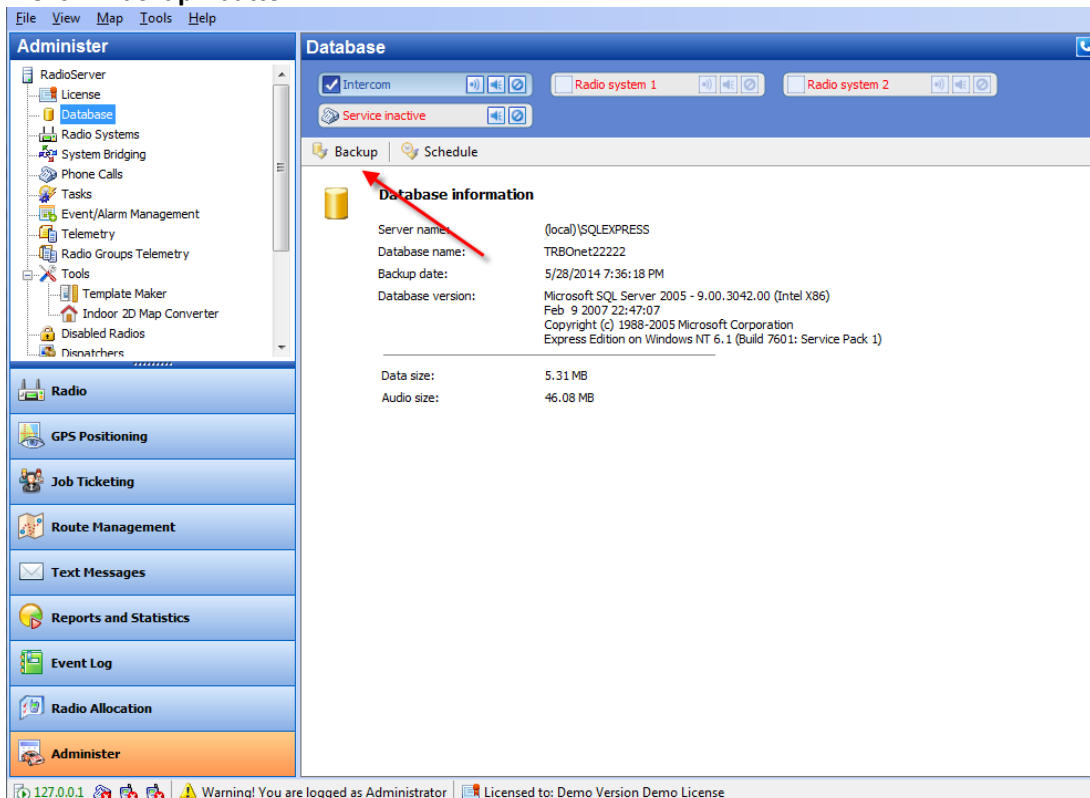 File View Map Tools Help
Administer
RadioServer
License
Database
Radio Systems
System Bridging
Phone Calls
Tasks
Event/Alarm Management
Telemetry
Radio Groups Telemetry
Tools
Template Maker
Indoor 2D Map Converter
Disabled Radios
Dispatchers
Radio
GPS Positioning
Job Ticketing
Route Management
Text Messages
Reports and Statistics
Event Log
Radio Allocation
Administer
Database
Intercom Radio system 1 Radio system 2
Service inactive
Backup Schedule
Database information
Server name: (local)\SQLEXPRESS
Database name: TRBOnet22222
Backup date: 5/28/2014 7:36:18 PM
Database version: Microsoft SQL Server 2005 - 9.00.3042.00 (Intel X86)
Feb 9 2007 22:47:07
Copyright (c) 1988-2005 Microsoft Corporation
Express Edition on Windows NT 6.1 (Build 7601: Service Pack 1)
Data size: 5.31 MB
Audio size: 46.08 MB
127.0.0.1 Warning! You are logged as Administrator Licensed to: Demo Version Demo License